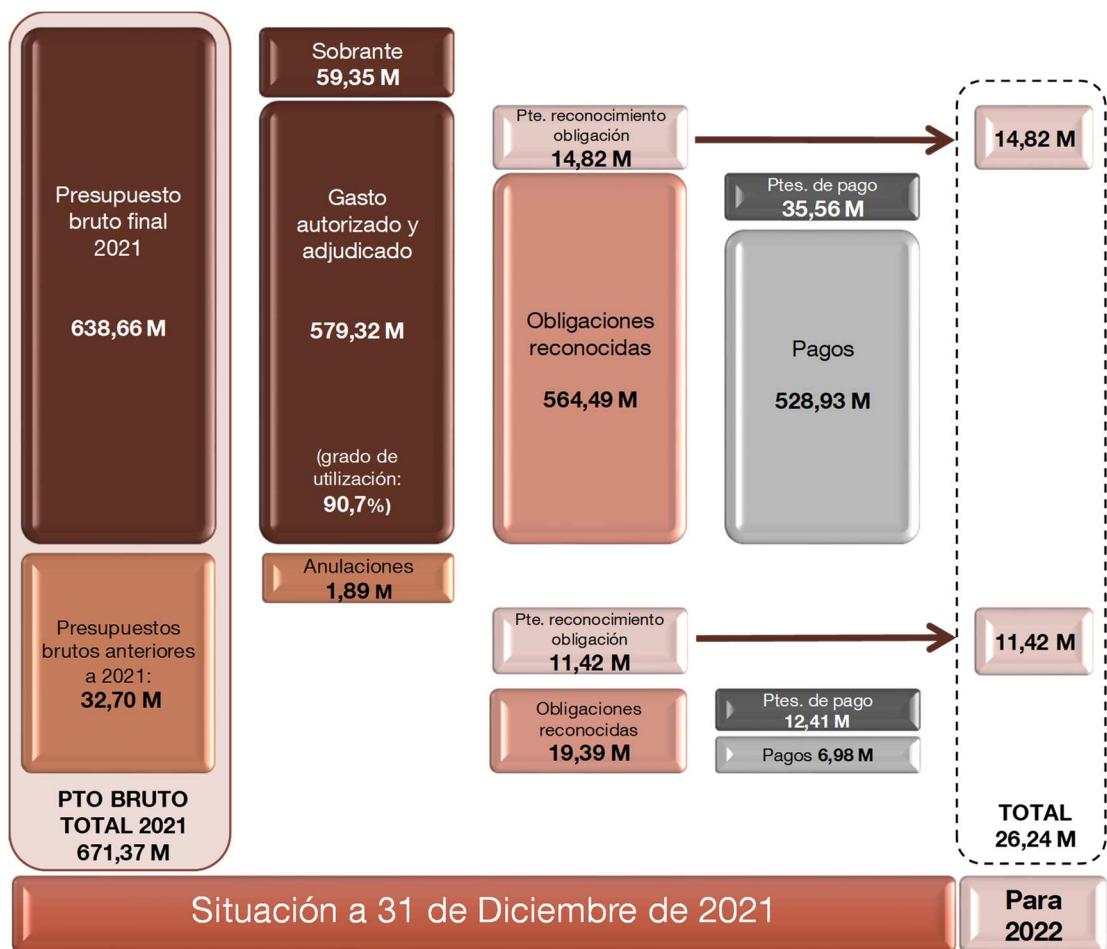 Presupuesto
bruto final
2021
638,66 M
Presupuestos
brutos anteriores
a 2021:
32,70 M
PTO BRUTO
TOTAL 2021
671,37 M
Sobrante
59,35 M
Gasto
autorizado y
adjudicado
579,32 M
(grado de
utilización:
90,7%)
Anulaciones
1,89 M
Pte. reconocimiento
obligación
14,82 M
Obligaciones
reconocidas
564,49 M
Pte. reconocimiento
obligación
11,42 M
Obligaciones
reconocidas
19,39 M
Ptes. de pago
35,56 M
Pagos
528,93 M
Ptes. de pago
12,41 M
Pagos 6,98 M
14,82 M
11,42 M
TOTAL
26,24 M
Situación a 31 de Diciembre de 2021
Para
2022